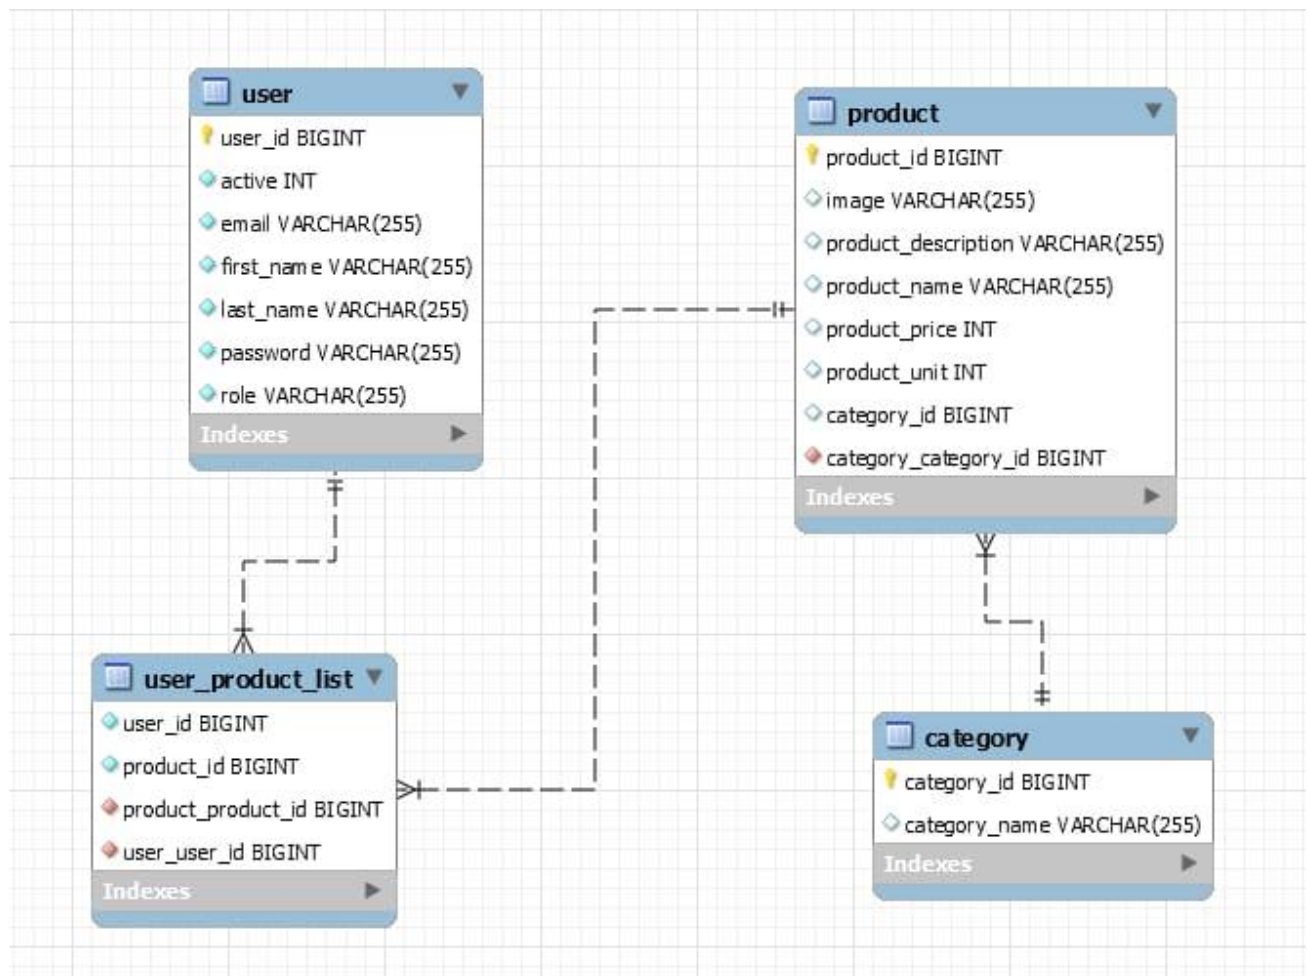 user
user_id BIGINT
active INT
email VARCHAR(255)
first_name VARCHAR(255)
last_name VARCHAR(255)
password VARCHAR(255)
role VARCHAR(255)
Indexes
product
product_id BIGINT
image VARCHAR(255)
product_description VARCHAR(255)
product_name VARCHAR(255)
product_price INT
product_unit INT
category_id BIGINT
category_category_id BIGINT
Indexes
user_product_list
user_id BIGINT
product_id BIGINT
product_product_id BIGINT
user_user_id BIGINT
Indexes
category
category_id BIGINT
category_name VARCHAR(255)
Indexes